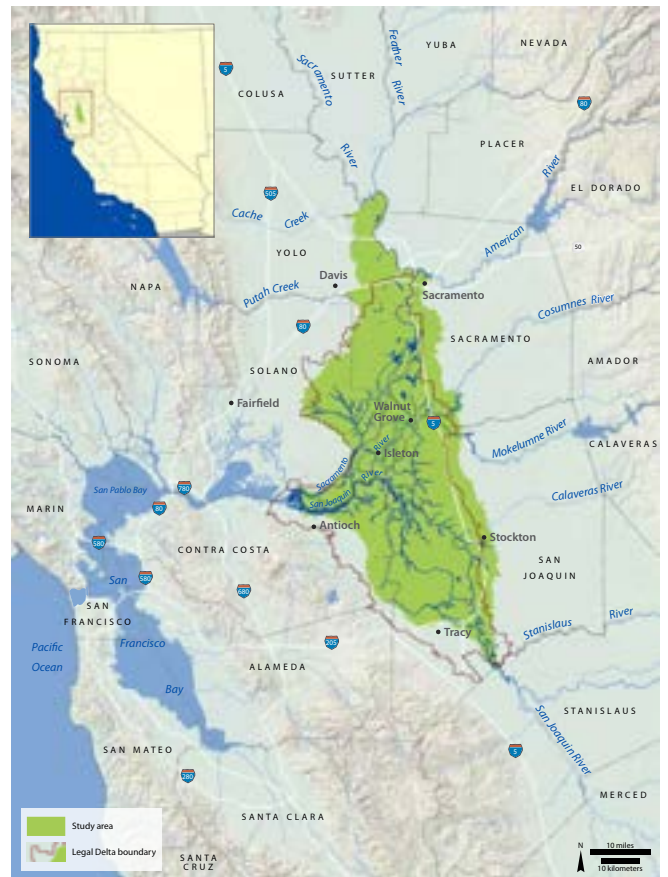 NEVADA
YUBA
Feather
River
Sacramento
River
SUTTER
5
COLUSA
80
PLACER
River
EL DORADO
505
Cache
Creek
American
50
YOLO
Davis
NAPA
Putah Creek
Sacramento
Cosumnes River
80
SACRAMENTO
SONOMA
AMADOR
SOLANO
Fairfield
Walnut
Grove
5
Mokelumne River
CALAVERAS
Isleton
Sacramento
River
San Joaquin
River
San Pablo Bay
780
80
Calaveras River
MARIN
Antioch
Stockton
580
CONTRA COSTA
SAN
JOAQUIN
San
580
680
SAN
FRANCISCO
Stanislaus
River
Tracy
Pacific
Ocean
Francisco
205
ALAMEDA
Bay
STANISLAUS
San Joaquin River
SAN MATEO
5
280
MERCED
SANTA CLARA
Study area
Legal Delta boundary
SANTA
CRUZ
N
10 miles
10 kilometers